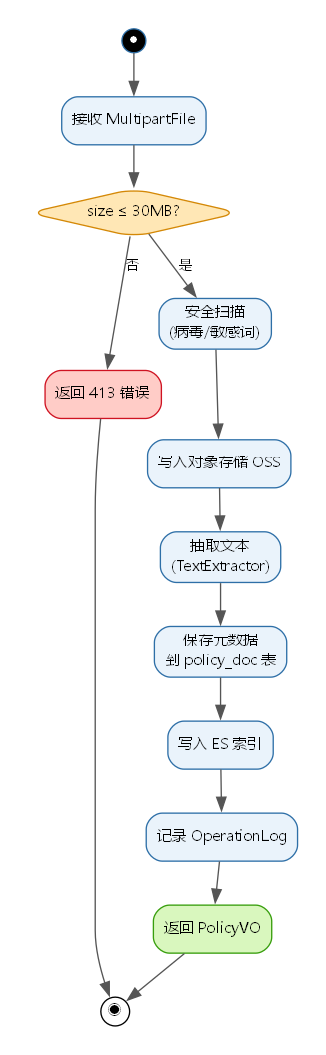 接收 MultipartFile
size ≤ 30MB?
否
是
安全扫描
(病毒/敏感词)
返回 413 错误
写入对象存储 OSS
抽取文本
(TextExtractor)
保存元数据
到 policy_doc 表
写入 ES 索引
记录 OperationLog
返回 PolicyVO